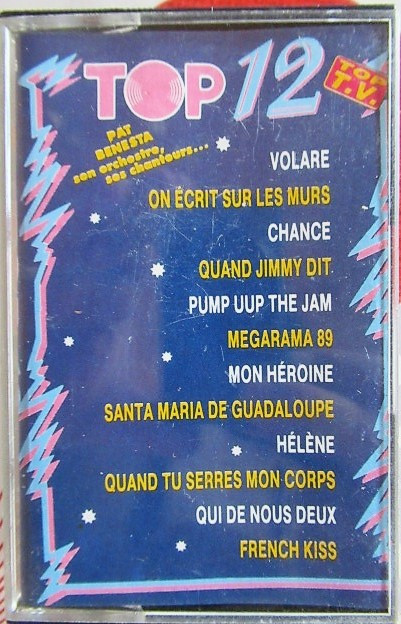 TOP 12
TOP
T.V.
PAT
BENESTA
son orchestre,
ses chanteurs...
VOLARE
ON ÉCRIT SUR LES MURS
CHANCE
QUAND JIMMY DIT
PUMP UUP THE JAM
MEGARAMA 89
MON HÉROINE
SANTA MARIA DE GUADALOUPE
HÉLÈNE
QUAND TU SERRES MON CORPS
QUI DE NOUS DEUX
FRENCH KISS